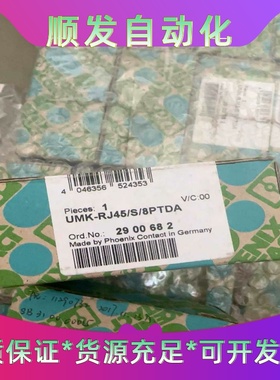 顺发自动化
4 046356 524353
Pieces: 1
V/C:00
UMK-RJ45/S/8PTDA
Ord.No.: 29 00 68 2
Made by Phoenix Contact in Germany
质保证*货源充足*可开发